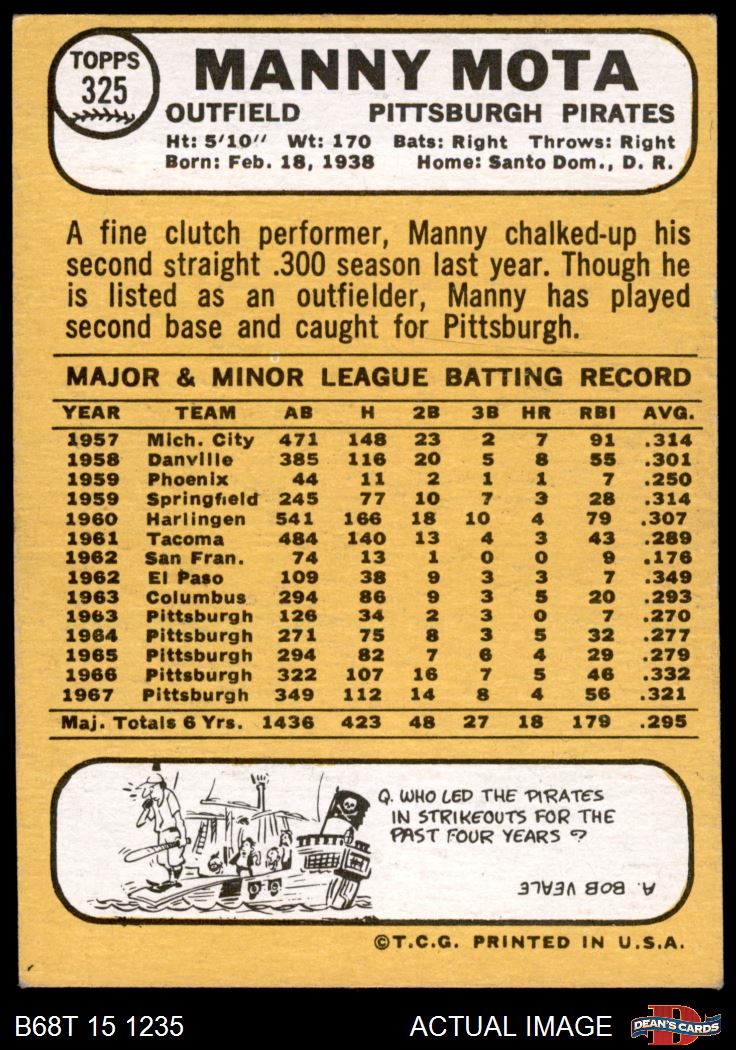 TOPPS
325
MANNY MOTA
OUTFIELD PITTSBURGH PIRATES
Ht: 5'10" Wt: 170 Bats: Right Throws: Right
Born: Feb. 18, 1938 Home: Santo Dom., D. R.
A fine clutch performer, Manny chalked-up his
second straight .300 season last year. Though he
is listed as an outfielder, Manny has played
second base and caught for Pittsburgh.
MAJOR & MINOR LEAGUE BATTING RECORD
YEAR TEAM AB H 2B 3B HR RBI AVG.
1957 Mich. City 471 148 23 2 7 91 .314
1958 Danville 385 116 20 5 8 55 .301
1959 Phoenix 44 11 2 1 1 7 .250
1959 Springfield 245 77 10 7 3 28 .314
1960 Harlingen 541 166 18 10 4 79 .307
1961 Tacoma 484 140 13 4 3 43 .289
1962 San Fran. 74 13 1 0 0 9 .176
1962 El Paso 109 38 9 3 3 7 .349
1963 Columbus 294 86 9 3 5 20 .293
1963 Pittsburgh 126 34 2 3 0 7 .270
1964 Pittsburgh 271 75 8 3 5 32 .277
1965 Pittsburgh 294 82 7 6 4 29 .279
1966 Pittsburgh 322 107 16 7 5 46 .332
1967 Pittsburgh 349 112 14 8 4 56 .321
Maj. Totals 6 Yrs. 1436 423 48 27 18 179 .295
Q. WHO LED THE PIRATES
IN STRIKEOUTS FOR THE
PAST FOUR YEARS ?
A. BOB VEALE
©T.C.G. PRINTED IN U.S.A.
B68T 15 1235 ACTUAL IMAGE DEAN'S CARDS